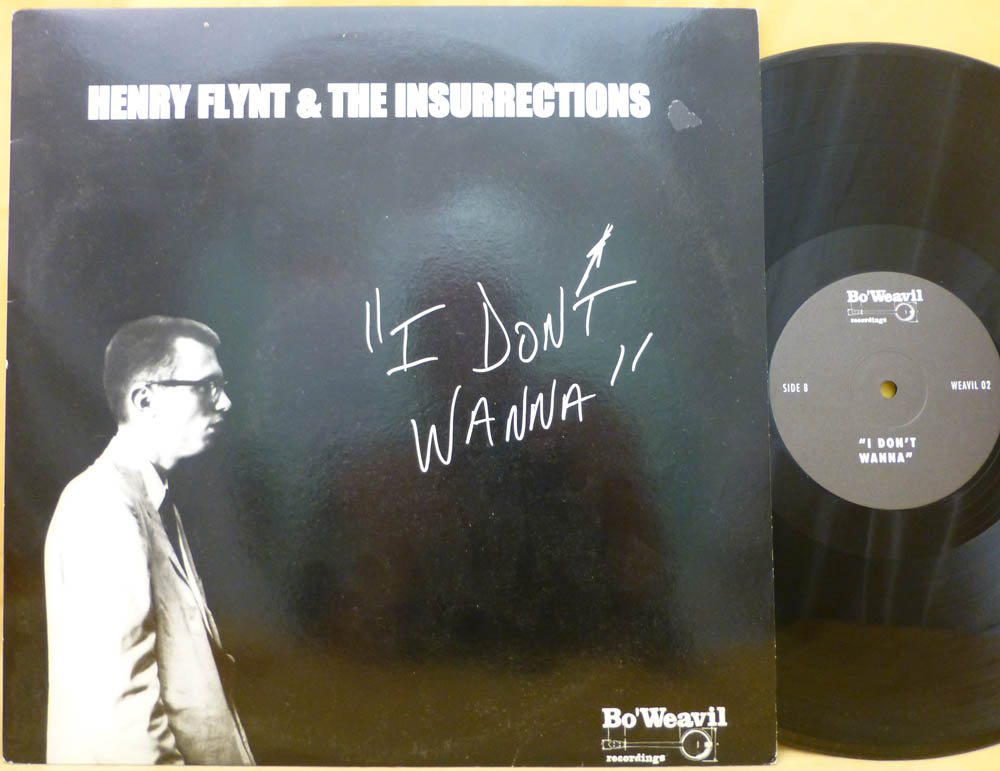 HENRY FLYNT & THE INSURRECTIONS
"I DON'T
WANNA"
Bo'Weavil
recordings
Bo'Weavil
recordings
SIDE B
WEAVIL 02
"I DON'T
WANNA"